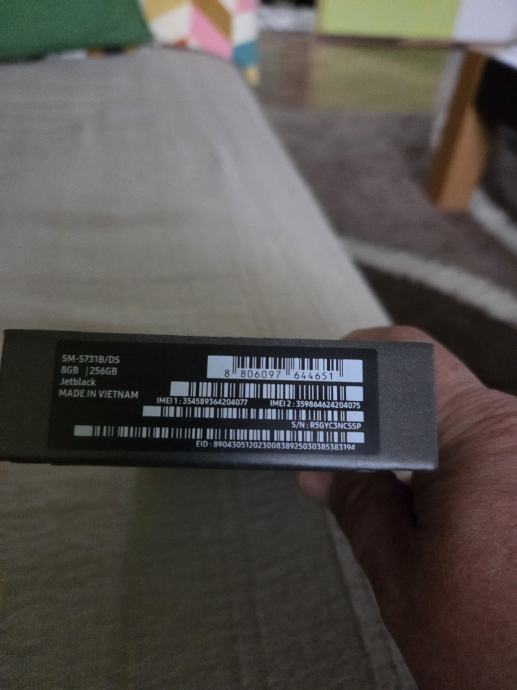 SM-S731B/DS
8GB | 256GB
Jetblack
MADE IN VIETNAM
8 806097 644651
IMEI 1 : 354589364204077 IMEI 2 : 359864624204075
S/N : R5GYC3NCSSP
EID : 89043051202300838925030385383194